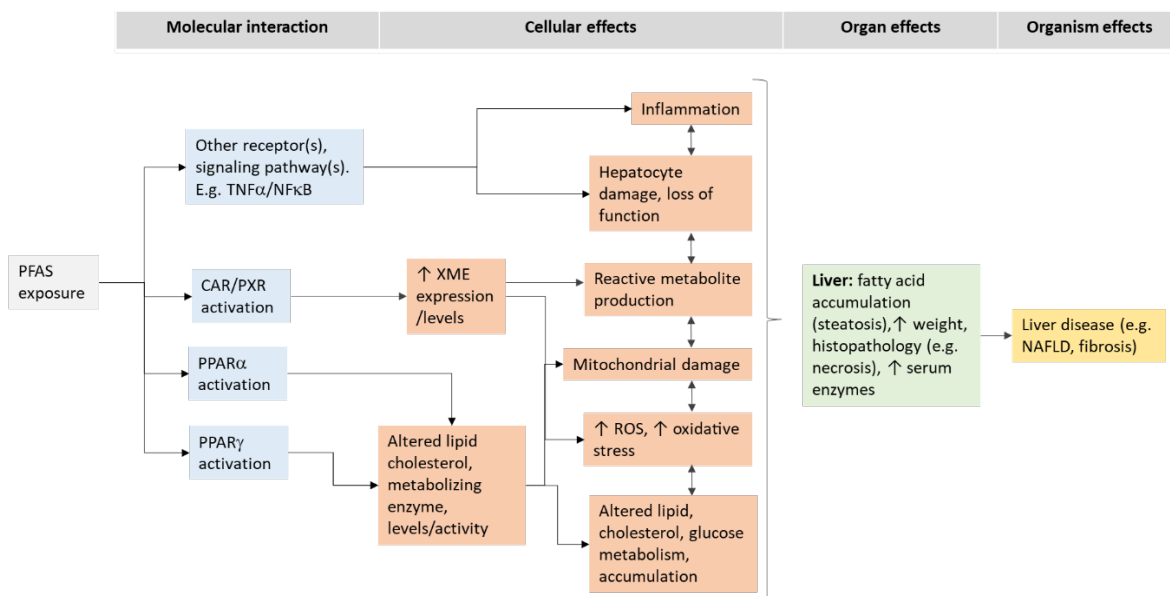 Molecular interaction
Cellular effects
Organ effects
Organism effects
PFAS
exposure
Other receptor(s),
signaling pathway(s).
E.g. TNFα/NFκB
CAR/PXR
activation
PPARα
activation
PPARγ
activation
↑ XME
expression
/levels
Altered lipid
cholesterol,
metabolizing
enzyme,
levels/activity
Inflammation
Hepatocyte
damage, loss of
function
Reactive metabolite
production
Mitochondrial damage
↑ ROS, ↑ oxidative
stress
Altered lipid,
cholesterol, glucose
metabolism,
accumulation
Liver: fatty acid
accumulation
(steatosis),↑ weight,
histopathology (e.g.
necrosis), ↑ serum
enzymes
Liver disease (e.g.
NAFLD, fibrosis)